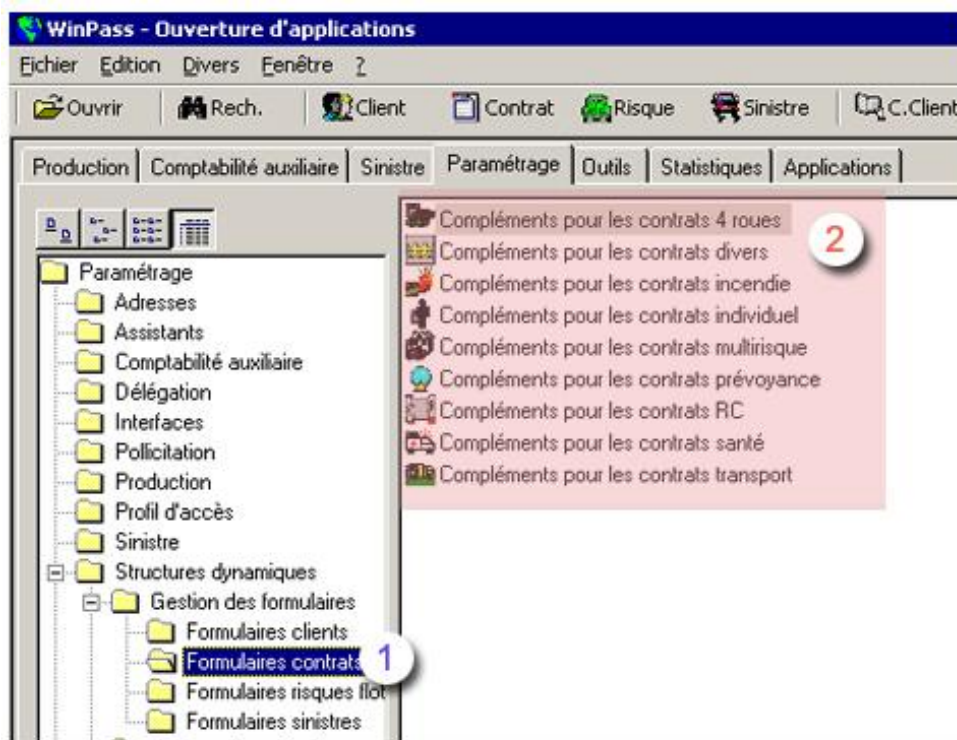 WinPass - Ouverture d'applications
Fichier Edition Divers Fenêtre ?
Ouvrir Rech. Client Contrat Risque Sinistre C.Client
Production Comptabilité auxiliaire Sinistre Paramétrage Outils Statistiques Applications
Paramétrage
Adresses
Assistants
Comptabilité auxiliaire
Délégation
Interfaces
Pollicitation
Production
Profil d'accès
Sinistre
Structures dynamiques
Gestion des formulaires
Formulaires clients
Formulaires contrats 1
Formulaires risques flot
Formulaires sinistres
Compléments pour les contrats 4 roues
2
Compléments pour les contrats divers
Compléments pour les contrats incendie
Compléments pour les contrats individuel
Compléments pour les contrats multirisque
Compléments pour les contrats prévoyance
Compléments pour les contrats RC
Compléments pour les contrats santé
Compléments pour les contrats transport